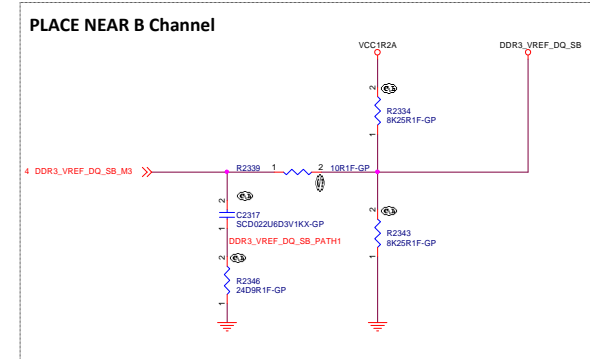 PLACE NEAR B Channel
VCC1R2A
DDR3_VREF_DQ_SB
2
R2334
8K25R1F-GP
1
4 DDR3_VREF_DQ_SB_M3
R2339
1
2
10R1F-GP
2
C2317
SCD022U6D3V1KX-GP
1
DDR3_VREF_DQ_SB_PATH1
2
R2343
8K25R1F-GP
1
2
R2346
24D9R1F-GP
1